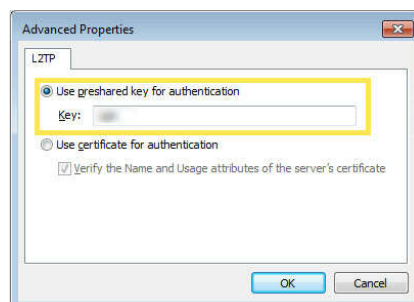 Advanced Properties
L2TP
Use preshared key for authentication
Key:
Use certificate for authentication
Verify the Name and Usage attributes of the server's certificate
OK Cancel